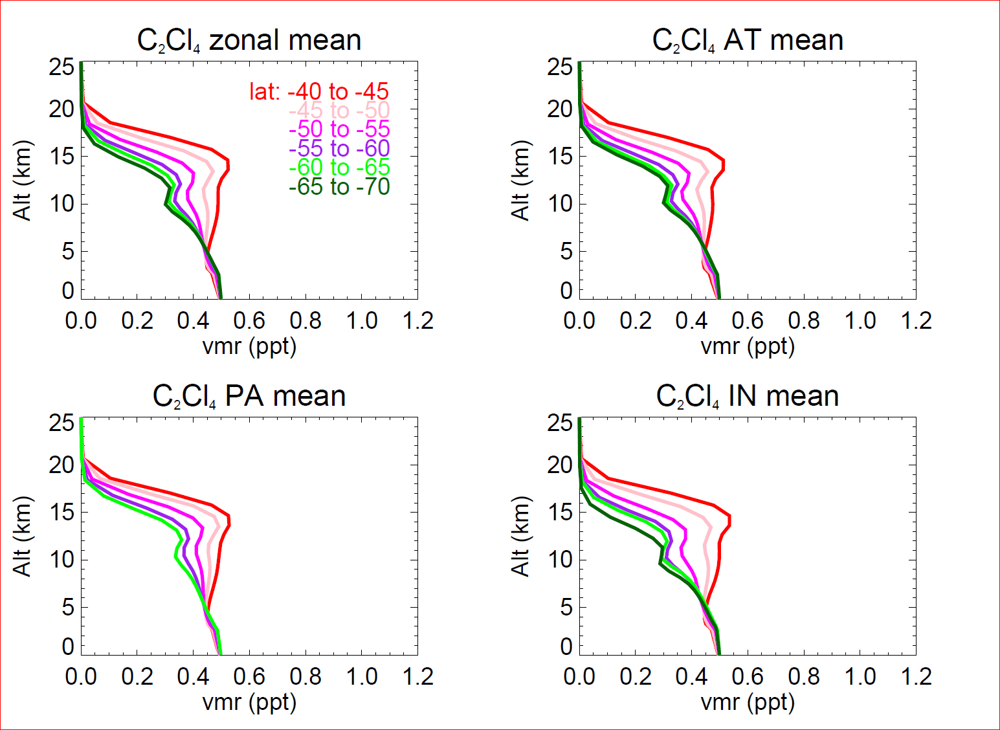 C₂Cl₄ zonal mean
25
20
15
10
5
0
Alt (km)
lat: -40 to -45
-45 to -50
-50 to -55
-55 to -60
-60 to -65
-65 to -70
0.0 0.2 0.4 0.6 0.8 1.0 1.2
vmr (ppt)
C₂Cl₄ AT mean
25
20
15
10
5
0
Alt (km)
0.0 0.2 0.4 0.6 0.8 1.0 1.2
vmr (ppt)
C₂Cl₄ PA mean
25
20
15
10
5
0
Alt (km)
0.0 0.2 0.4 0.6 0.8 1.0 1.2
vmr (ppt)
C₂Cl₄ IN mean
25
20
15
10
5
0
Alt (km)
0.0 0.2 0.4 0.6 0.8 1.0 1.2
vmr (ppt)